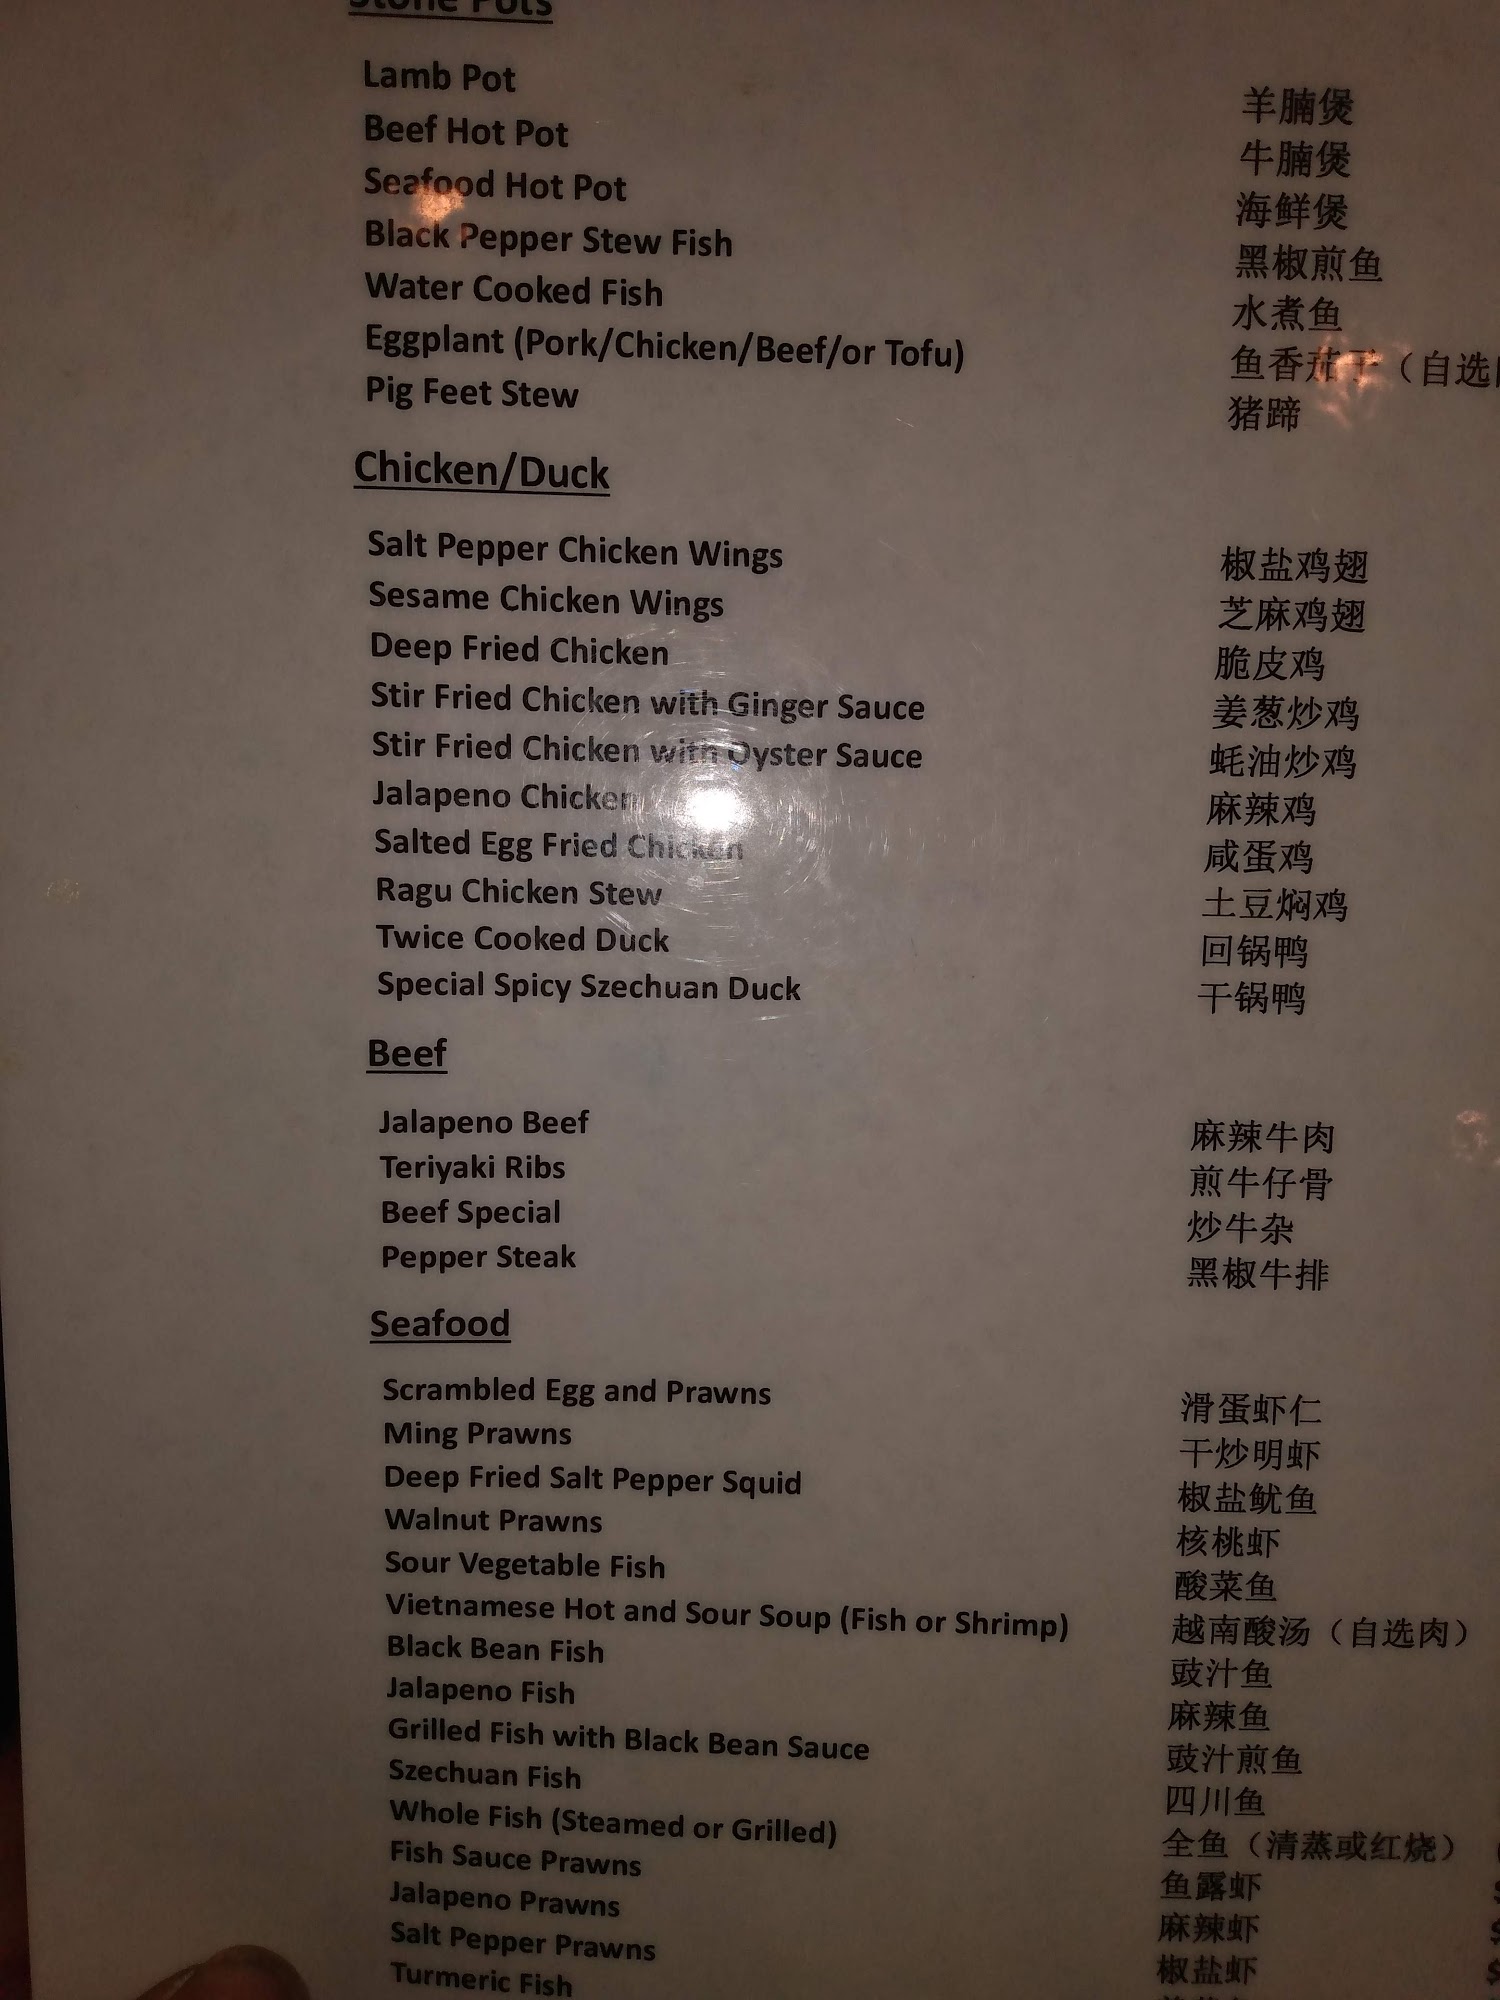 Stone Pots
Lamb Pot 羊腩煲
Beef Hot Pot 牛腩煲
Seafood Hot Pot 海鲜煲
Black Pepper Stew Fish 黑椒煎鱼
Water Cooked Fish 水煮鱼
Eggplant (Pork/Chicken/Beef/or Tofu) 鱼香茄子（自选
Pig Feet Stew 猪蹄
Chicken/Duck
Salt Pepper Chicken Wings 椒盐鸡翅
Sesame Chicken Wings 芝麻鸡翅
Deep Fried Chicken 脆皮鸡
Stir Fried Chicken with Ginger Sauce 姜葱炒鸡
Stir Fried Chicken with Oyster Sauce 蚝油炒鸡
Jalapeno Chicken 麻辣鸡
Salted Egg Fried Chicken 咸蛋鸡
Ragu Chicken Stew 土豆焖鸡
Twice Cooked Duck 回锅鸭
Special Spicy Szechuan Duck 干锅鸭
Beef
Jalapeno Beef 麻辣牛肉
Teriyaki Ribs 煎牛仔骨
Beef Special 炒牛杂
Pepper Steak 黑椒牛排
Seafood
Scrambled Egg and Prawns 滑蛋虾仁
Ming Prawns 干炒明虾
Deep Fried Salt Pepper Squid 椒盐鱿鱼
Walnut Prawns 核桃虾
Sour Vegetable Fish 酸菜鱼
Vietnamese Hot and Sour Soup (Fish or Shrimp) 越南酸汤（自选肉）
Black Bean Fish 豉汁鱼
Jalapeno Fish 麻辣鱼
Grilled Fish with Black Bean Sauce 豉汁煎鱼
Szechuan Fish 四川鱼
Whole Fish (Steamed or Grilled) 全鱼（清蒸或红烧）
Fish Sauce Prawns 鱼露虾
Jalapeno Prawns 麻辣虾 $
Salt Pepper Prawns 椒盐虾 $
Turmeric Fish